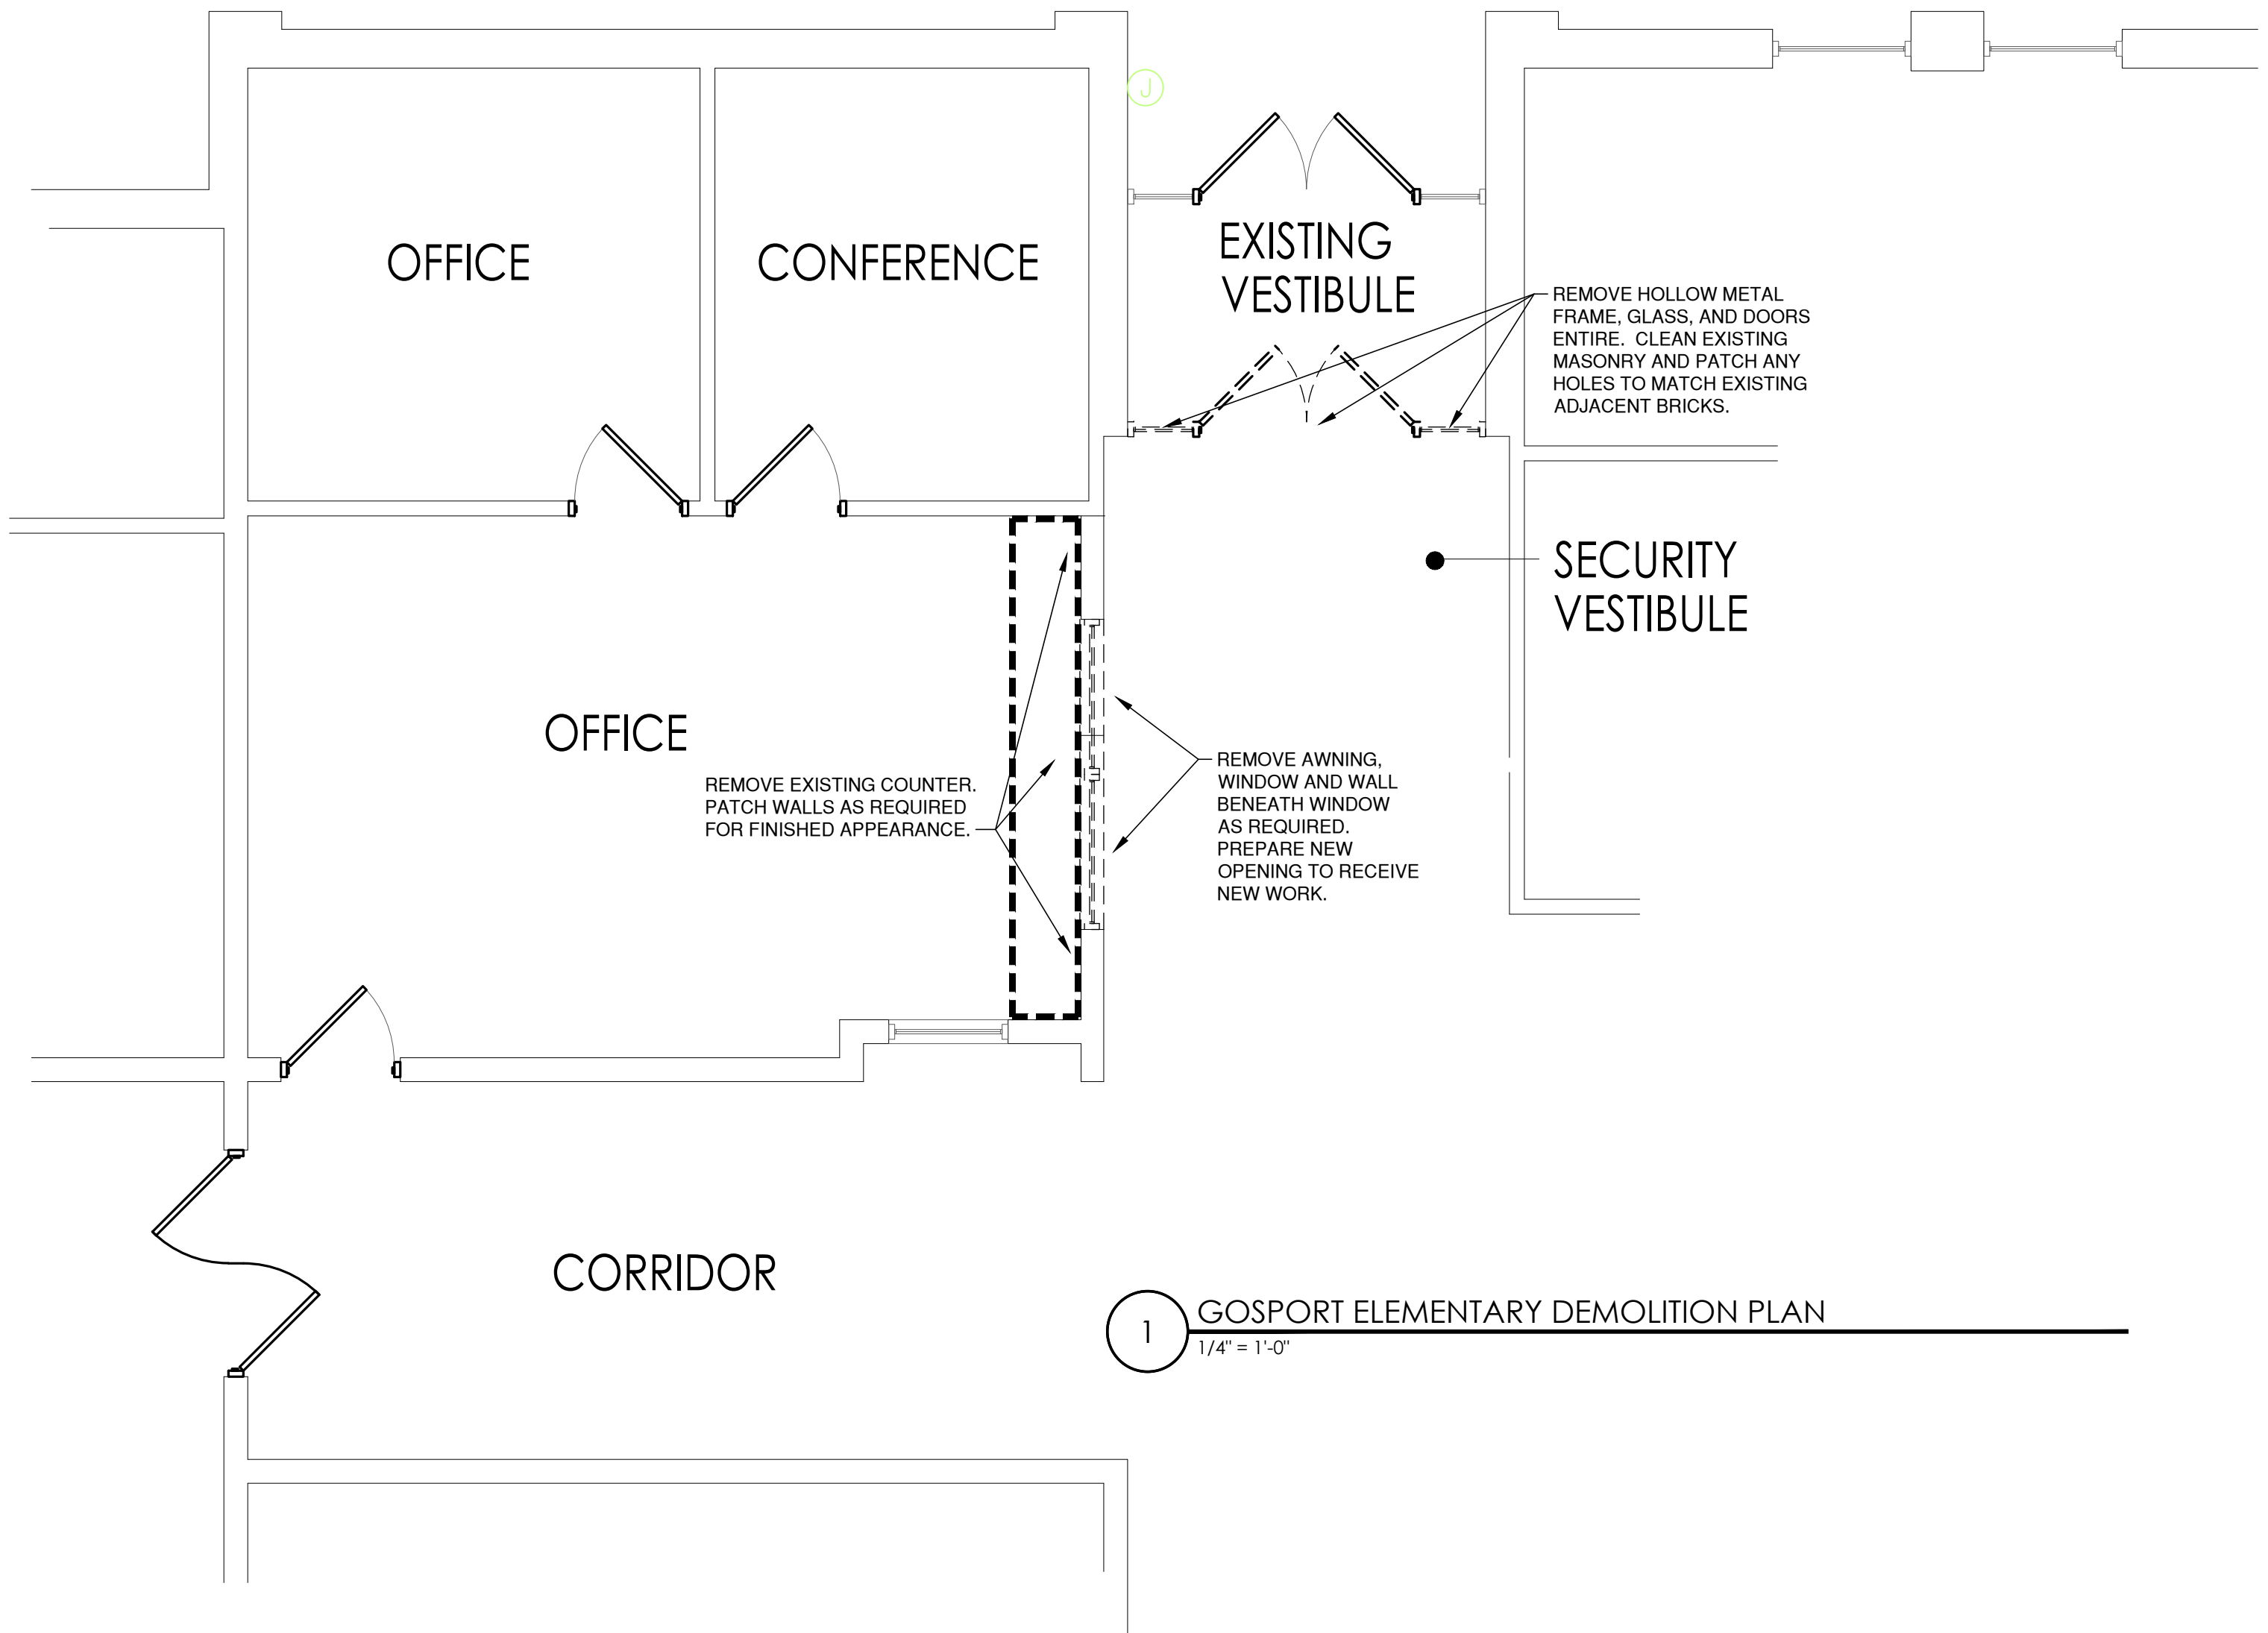 J
OFFICE
CONFERENCE
EXISTING
VESTIBULE
REMOVE HOLLOW METAL
FRAME, GLASS, AND DOORS
ENTIRE.  CLEAN EXISTING
MASONRY AND PATCH ANY
HOLES TO MATCH EXISTING
ADJACENT BRICKS.
SECURITY
VESTIBULE
OFFICE
REMOVE EXISTING COUNTER.
PATCH WALLS AS REQUIRED
FOR FINISHED APPEARANCE.
REMOVE AWNING,
WINDOW AND WALL
BENEATH WINDOW
AS REQUIRED.
PREPARE NEW
OPENING TO RECEIVE
NEW WORK.
CORRIDOR
1
GOSPORT ELEMENTARY DEMOLITION PLAN
1/4" = 1'-0"